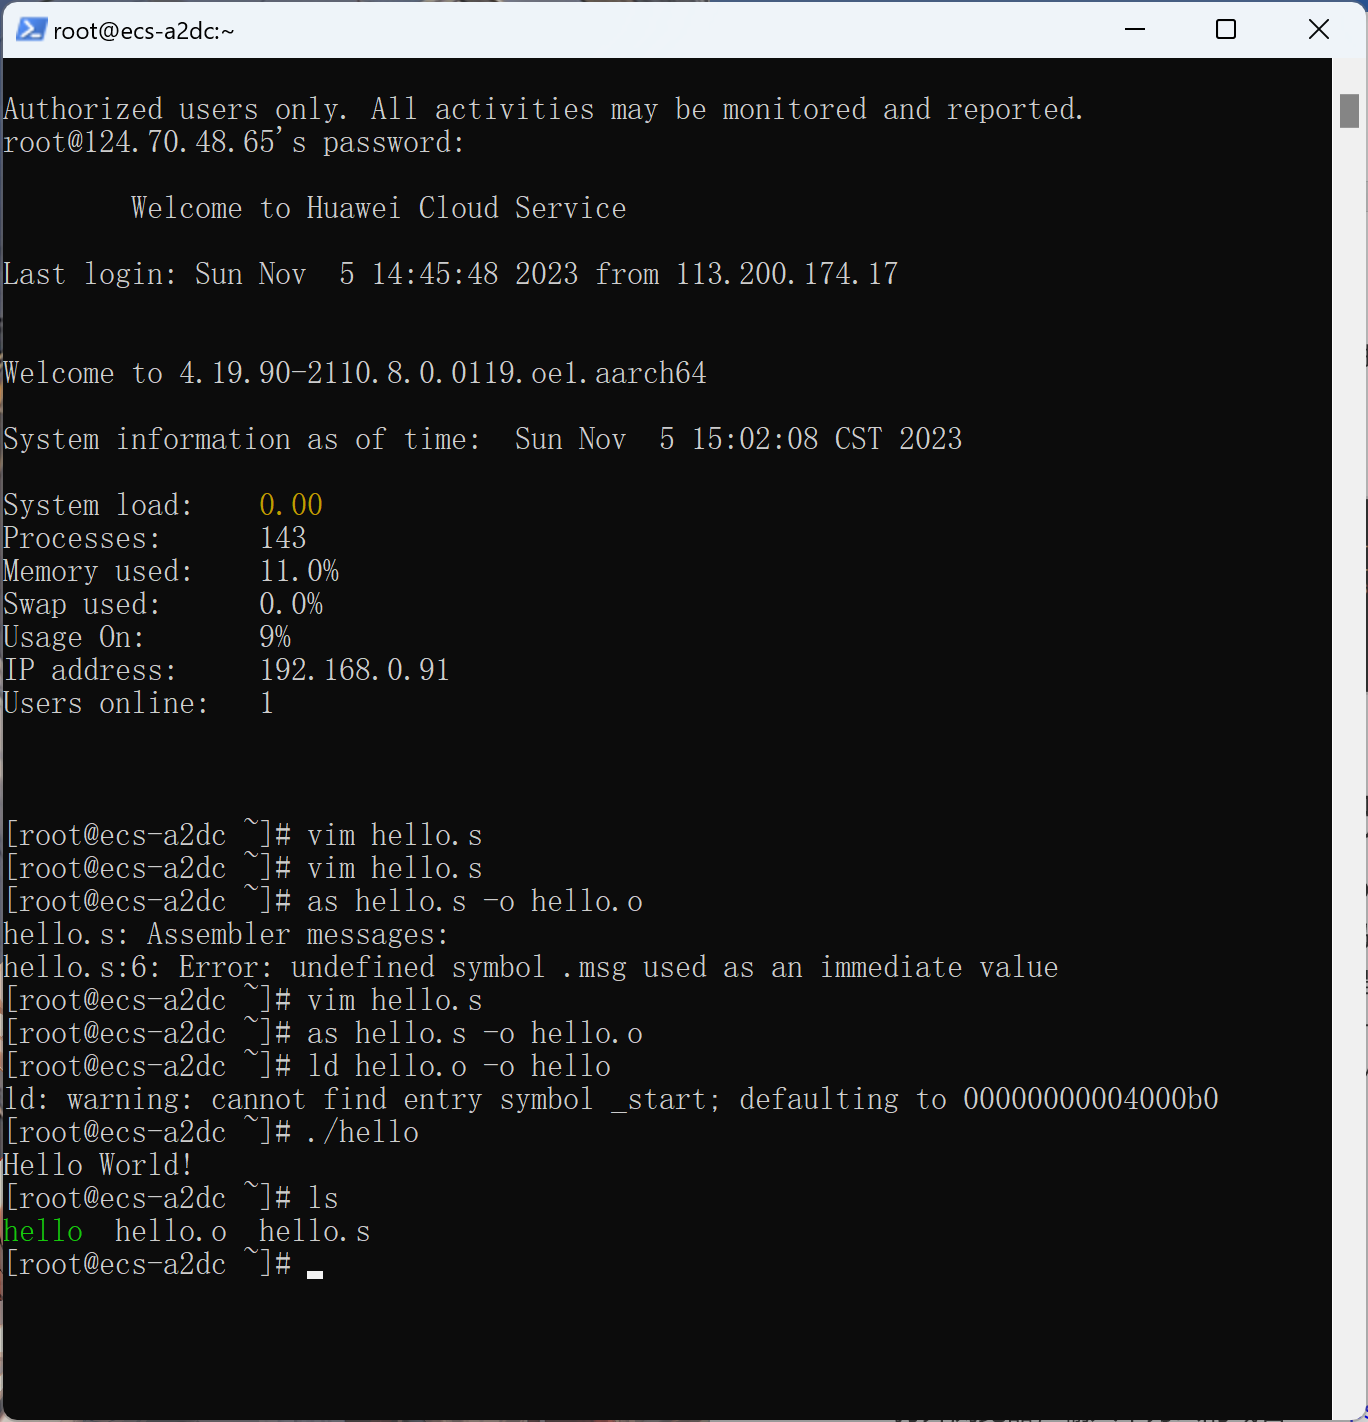 root@ecs-a2dc:~
Authorized users only. All activities may be monitored and reported.
root@124.70.48.65's password:
Welcome to Huawei Cloud Service
Last login: Sun Nov  5 14:45:48 2023 from 113.200.174.17
Welcome to 4.19.90-2110.8.0.0119.oe1.aarch64
System information as of time:  Sun Nov  5 15:02:08 CST 2023
System load:    0.00
Processes:      143
Memory used:    11.0%
Swap used:      0.0%
Usage On:       9%
IP address:     192.168.0.91
Users online:   1
[root@ecs-a2dc ~]# vim hello.s
[root@ecs-a2dc ~]# vim hello.s
[root@ecs-a2dc ~]# as hello.s -o hello.o
hello.s: Assembler messages:
hello.s:6: Error: undefined symbol .msg used as an immediate value
[root@ecs-a2dc ~]# vim hello.s
[root@ecs-a2dc ~]# as hello.s -o hello.o
[root@ecs-a2dc ~]# ld hello.o -o hello
ld: warning: cannot find entry symbol _start; defaulting to 00000000004000b0
[root@ecs-a2dc ~]# ./hello
Hello World!
[root@ecs-a2dc ~]# ls
hello  hello.o  hello.s
[root@ecs-a2dc ~]#